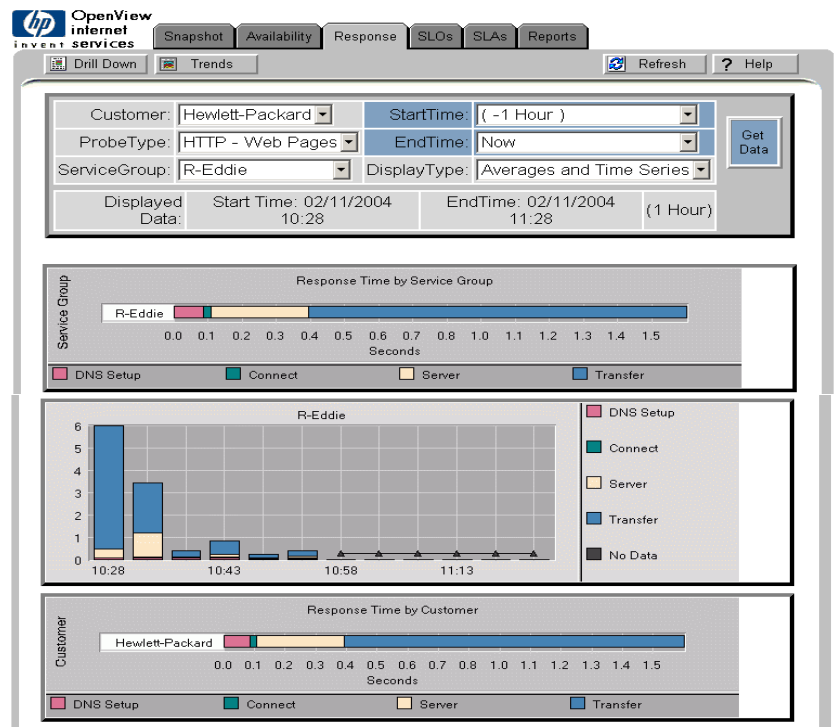 hp OpenView
internet
invent services
Snapshot Availability Response SLOs SLAs Reports
Drill Down Trends Refresh ? Help
Customer: Hewlett-Packard StartTime: ( -1 Hour )
ProbeType: HTTP - Web Pages EndTime: Now
Get
Data
ServiceGroup: R-Eddie DisplayType: Averages and Time Series
Displayed
Data:
Start Time: 02/11/2004
10:28
EndTime: 02/11/2004
11:28
(1 Hour)
Response Time by Service Group
Service Group
R-Eddie
0.0 0.1 0.2 0.3 0.4 0.5 0.6 0.7 0.8 1.0 1.1 1.2 1.3 1.4 1.5
Seconds
DNS Setup Connect Server Transfer
R-Eddie
6
5
4
3
2
1
0
10:28 10:43 10:58 11:13
DNS Setup
Connect
Server
Transfer
No Data
Response Time by Customer
Customer
Hewlett-Packard
0.0 0.1 0.2 0.3 0.4 0.5 0.6 0.7 0.8 1.0 1.1 1.2 1.3 1.4 1.5
Seconds
DNS Setup Connect Server Transfer